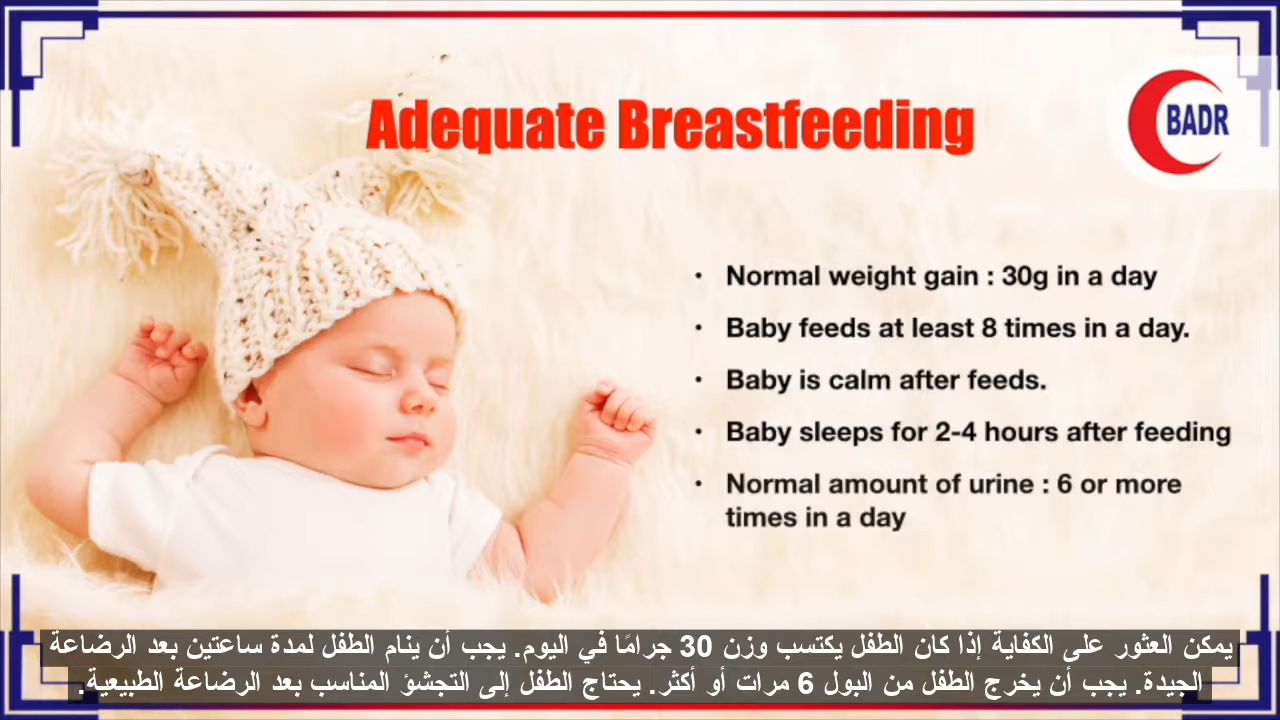 Adequate Breastfeeding
BADR
• Normal weight gain : 30g in a day
• Baby feeds at least 8 times in a day.
• Baby is calm after feeds.
• Baby sleeps for 2-4 hours after feeding
• Normal amount of urine : 6 or more
times in a day
يمكن العثور على الكفاية إذا كان الطفل يكتسب وزن 30 جرامًا في اليوم. يجب أن ينام الطفل لمدة ساعتين بعد الرضاعة
الجيدة. يجب أن يخرج الطفل من البول 6 مرات أو أكثر. يحتاج الطفل إلى التجشؤ المناسب بعد الرضاعة الطبيعية.